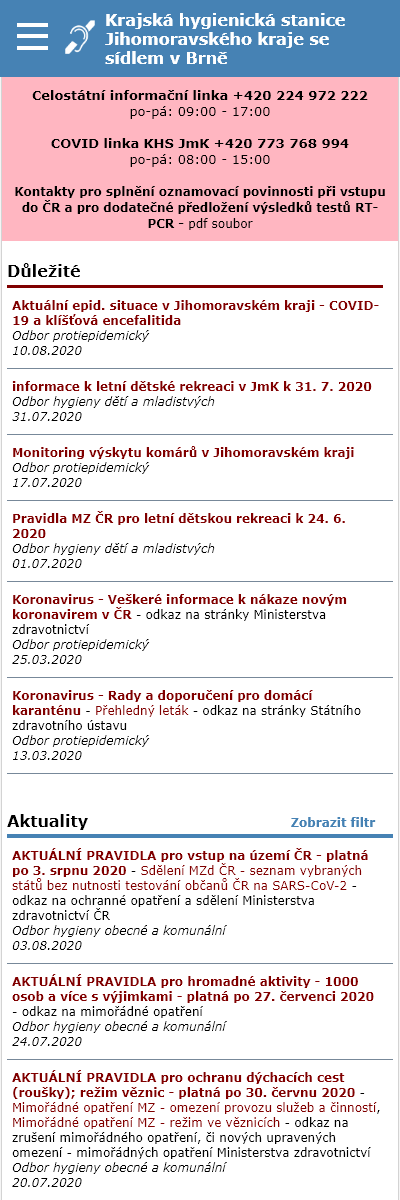 Krajská hygienická stanice
Jihomoravského kraje se
sídlem v Brně
Celostátní informační linka +420 224 972 222
po-pá: 09:00 - 17:00
COVID linka KHS JmK +420 773 768 994
po-pá: 08:00 - 15:00
Kontakty pro splnění oznamovací povinnosti při vstupu
do ČR a pro dodatečné předložení výsledků testů RT-
PCR - pdf soubor
Důležité
Aktuální epid. situace v Jihomoravském kraji - COVID-
19 a klíšťová encefalitida
Odbor protiepidemický
10.08.2020
informace k letní dětské rekreaci v JmK k 31. 7. 2020
Odbor hygieny dětí a mladistvých
31.07.2020
Monitoring výskytu komárů v Jihomoravském kraji
Odbor protiepidemický
17.07.2020
Pravidla MZ ČR pro letní dětskou rekreaci k 24. 6.
2020
Odbor hygieny dětí a mladistvých
01.07.2020
Koronavirus - Veškeré informace k nákaze novým
koronavirem v ČR - odkaz na stránky Ministerstva
zdravotnictví
Odbor protiepidemický
25.03.2020
Koronavirus - Rady a doporučení pro domácí
karanténu - Přehledný leták - odkaz na stránky Státního
zdravotního ústavu
Odbor protiepidemický
13.03.2020
Aktuality Zobrazit filtr
AKTUÁLNÍ PRAVIDLA pro vstup na území ČR - platná
po 3. srpnu 2020 - Sdělení MZd ČR - seznam vybraných
států bez nutnosti testování občanů ČR na SARS-CoV-2 -
odkaz na ochranné opatření a sdělení Ministerstva
zdravotnictví ČR
Odbor hygieny obecné a komunální
03.08.2020
AKTUÁLNÍ PRAVIDLA pro hromadné aktivity - 1000
osob a více s výjimkami - platná po 27. červenci 2020
- odkaz na mimořádné opatření
Odbor hygieny obecné a komunální
24.07.2020
AKTUÁLNÍ PRAVIDLA pro ochranu dýchacích cest
(roušky); režim věznic - platná po 30. červnu 2020 -
Mimořádné opatření MZ - omezení provozu služeb a činností,
Mimořádné opatření MZ - režim ve věznicích - odkaz na
zrušení mimořádného opatření, či nových upravených
omezení - mimořádných opatření Ministerstva zdravotnictví
Odbor hygieny obecné a komunální
20.07.2020